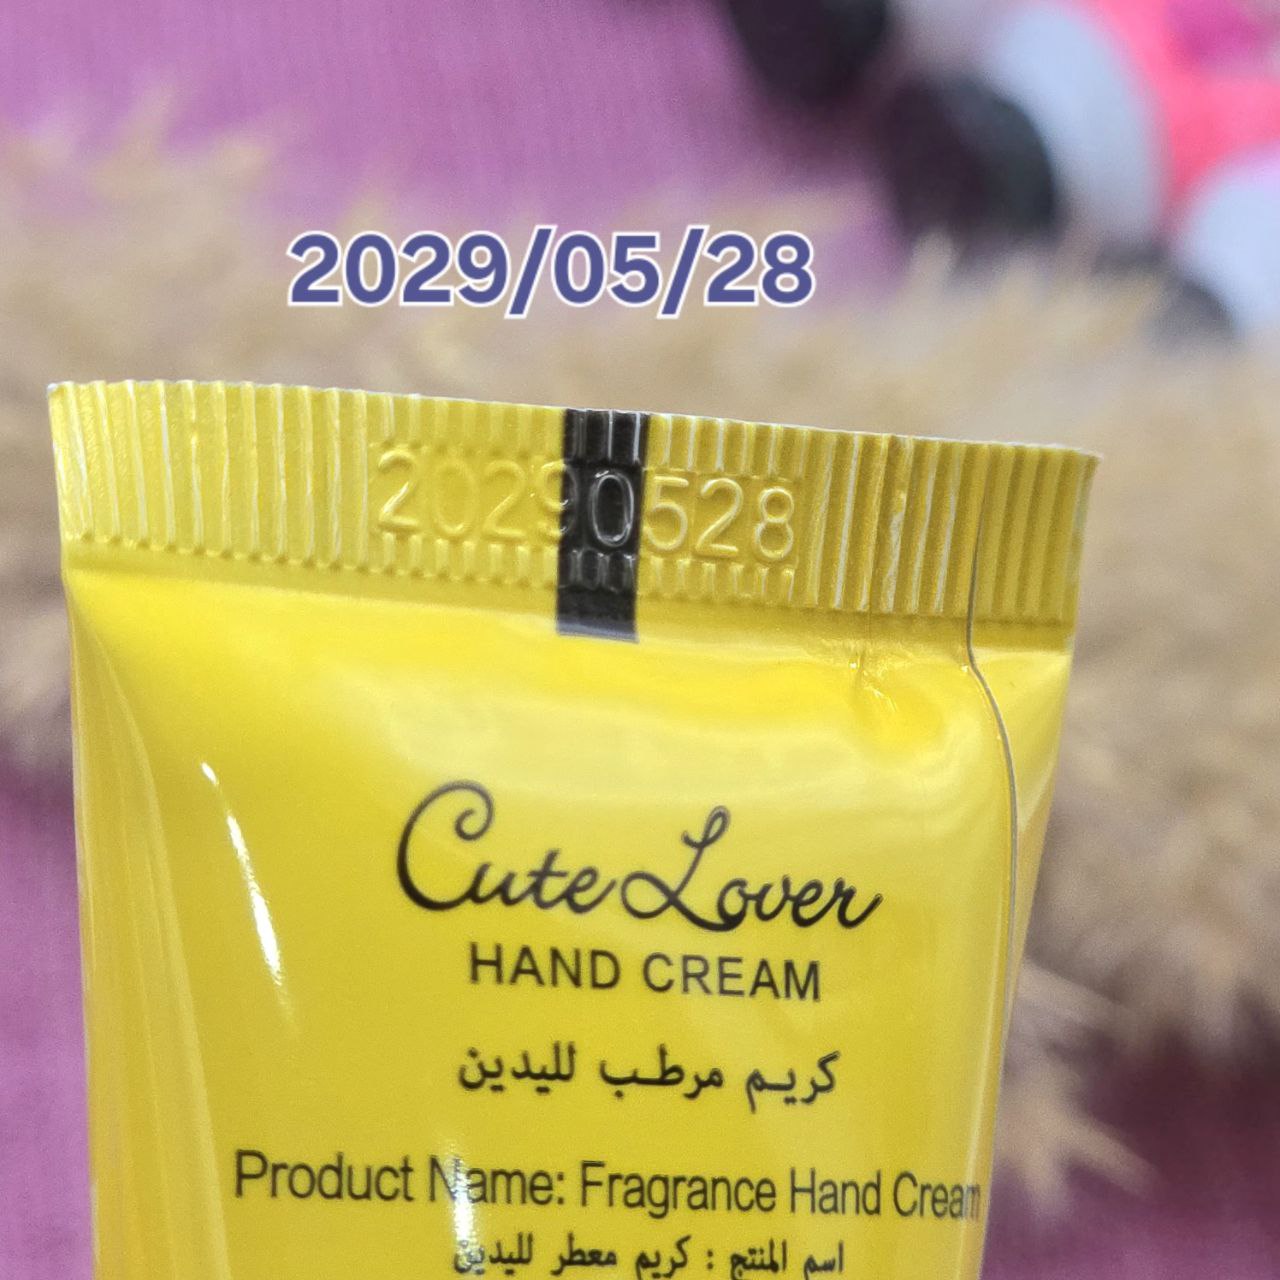 2029/05/28
20290528
Cute Lover
HAND CREAM
كريم مرطب لليدين
Product Name: Fragrance Hand Cream
اسم المنتج : كريم معطر لليدين